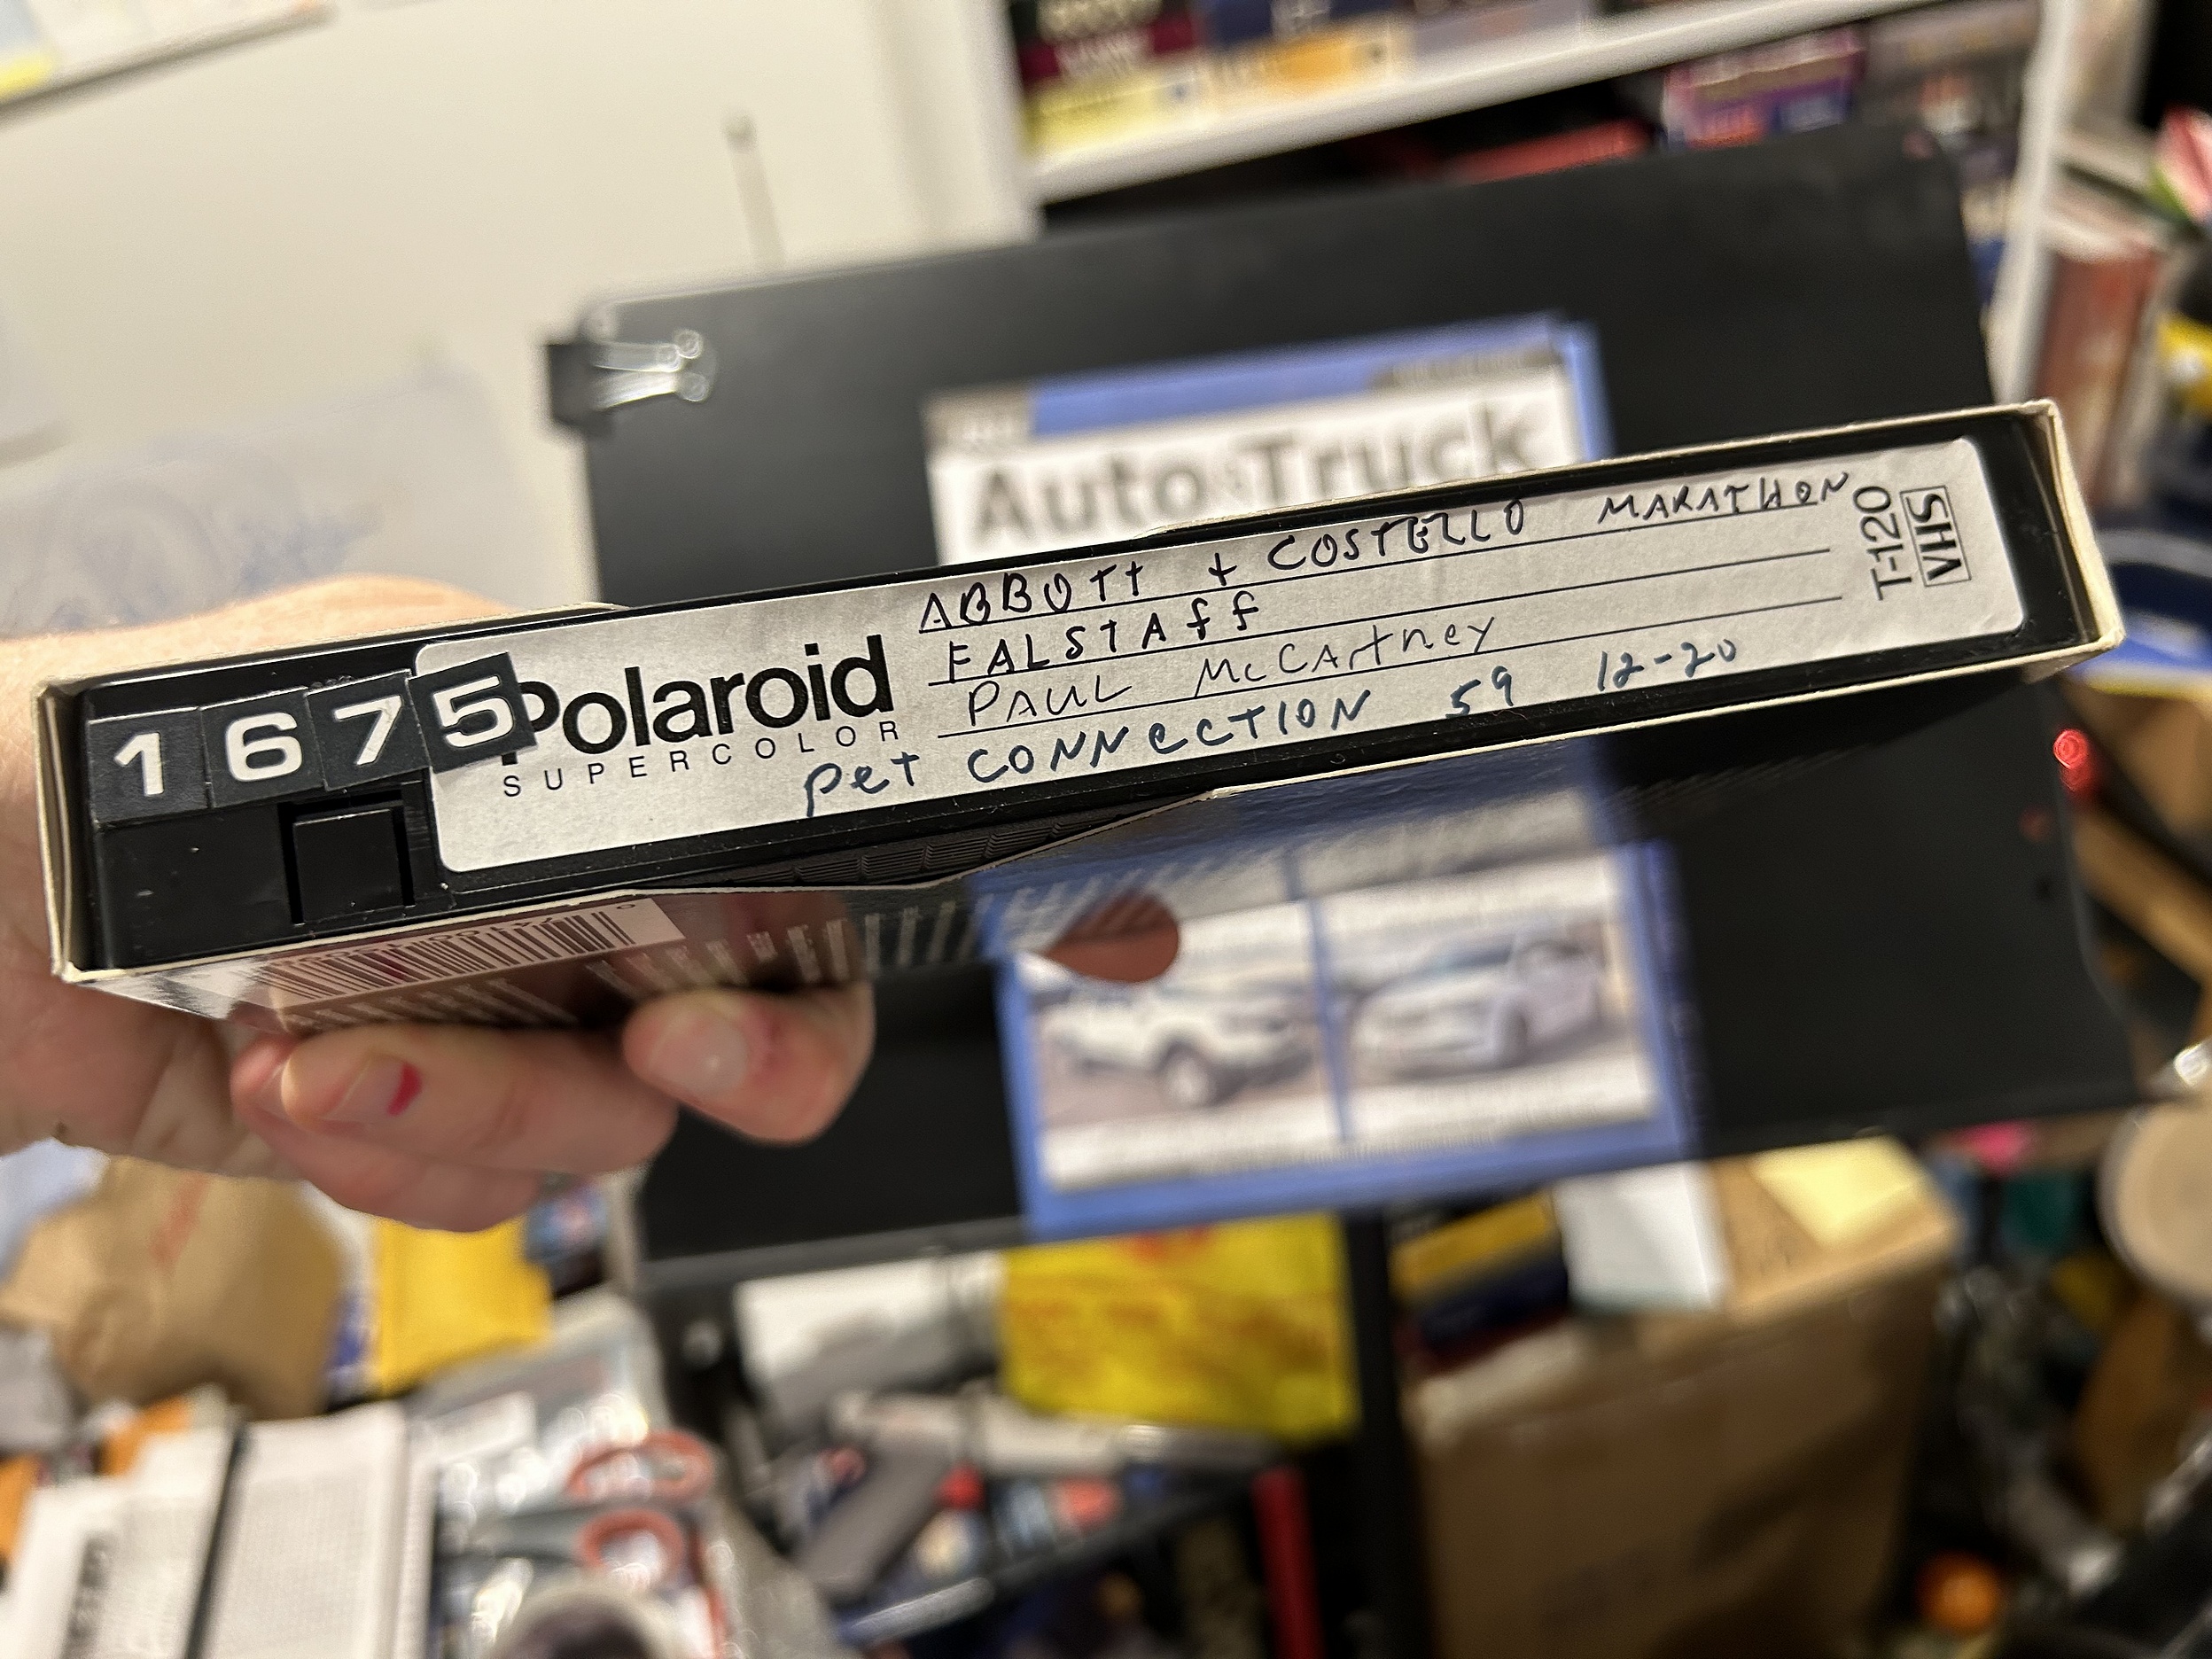 Auto & Truck
ABBOTT + COSTELLO MARATHON
FALSTAff
PAUL McCArtney
pet CONNECTION 59 12-20
1675
Polaroid
SUPERCOLOR
T-120
VHS